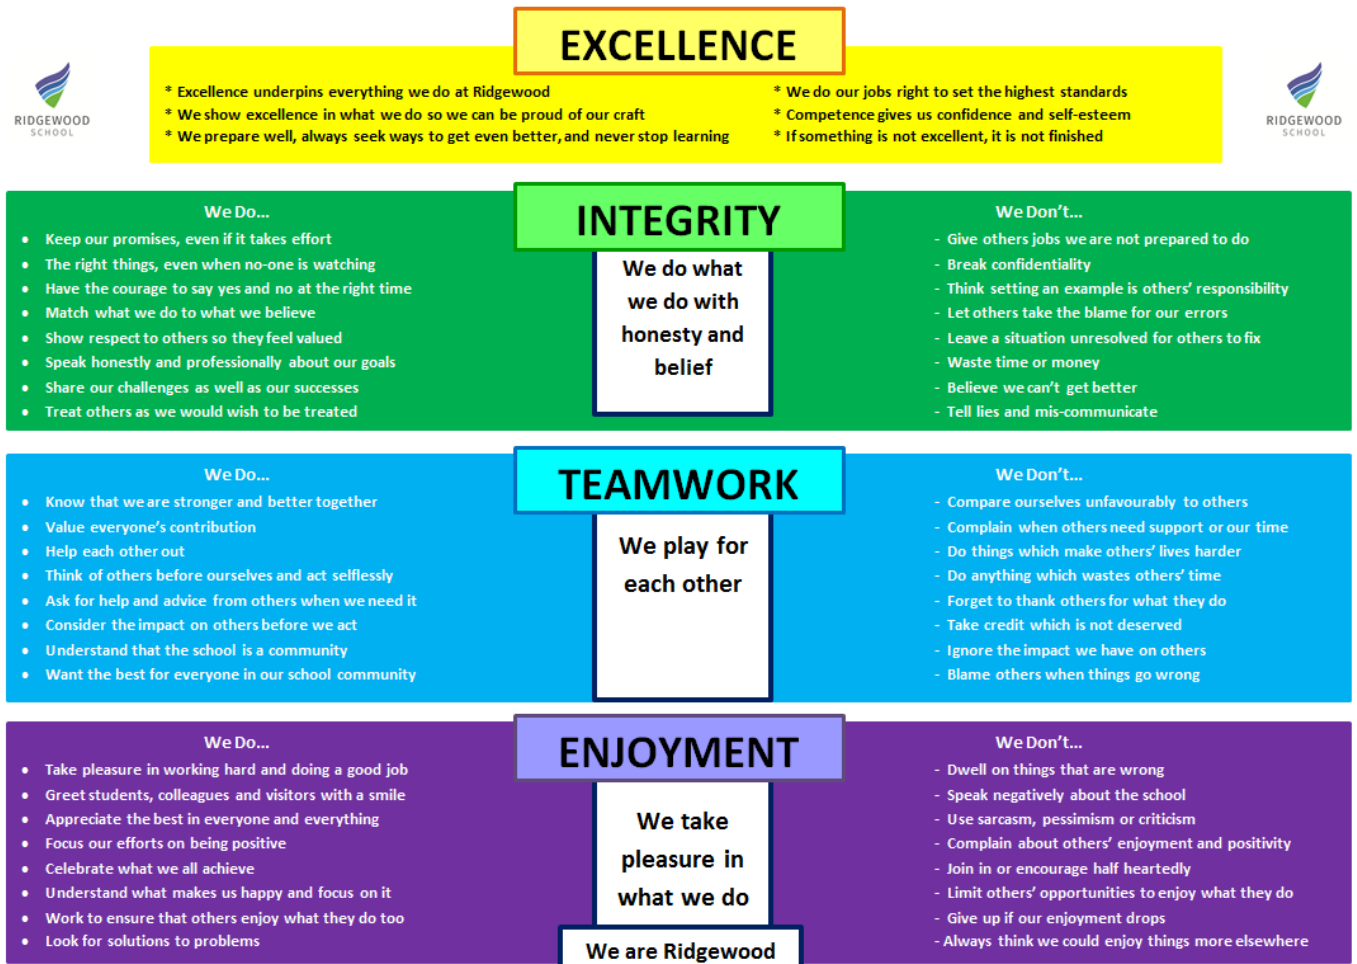 EXCELLENCE
RIDGEWOOD
SCHOOL
* Excellence underpins everything we do at Ridgewood
* We show excellence in what we do so we can be proud of our craft
* We prepare well, always seek ways to get even better, and never stop learning
* We do our jobs right to set the highest standards
* Competence gives us confidence and self-esteem
* If something is not excellent, it is not finished
RIDGEWOOD
SCHOOL
INTEGRITY
We Do...
• Keep our promises, even if it takes effort
• The right things, even when no-one is watching
• Have the courage to say yes and no at the right time
• Match what we do to what we believe
• Show respect to others so they feel valued
• Speak honestly and professionally about our goals
• Share our challenges as well as our successes
• Treat others as we would wish to be treated
We do what
we do with
honesty and
belief
We Don't...
- Give others jobs we are not prepared to do
- Break confidentiality
- Think setting an example is others' responsibility
- Let others take the blame for our errors
- Leave a situation unresolved for others to fix
- Waste time or money
- Believe we can't get better
- Tell lies and mis-communicate
TEAMWORK
We Do...
• Know that we are stronger and better together
• Value everyone's contribution
• Help each other out
• Think of others before ourselves and act selflessly
• Ask for help and advice from others when we need it
• Consider the impact on others before we act
• Understand that the school is a community
• Want the best for everyone in our school community
We play for
each other
We Don't...
- Compare ourselves unfavourably to others
- Complain when others need support or our time
- Do things which make others' lives harder
- Do anything which wastes others' time
- Forget to thank others for what they do
- Take credit which is not deserved
- Ignore the impact we have on others
- Blame others when things go wrong
ENJOYMENT
We Do...
• Take pleasure in working hard and doing a good job
• Greet students, colleagues and visitors with a smile
• Appreciate the best in everyone and everything
• Focus our efforts on being positive
• Celebrate what we all achieve
• Understand what makes us happy and focus on it
• Work to ensure that others enjoy what they do too
• Look for solutions to problems
We take
pleasure in
what we do
We are Ridgewood
We Don't...
- Dwell on things that are wrong
- Speak negatively about the school
- Use sarcasm, pessimism or criticism
- Complain about others' enjoyment and positivity
- Join in or encourage half heartedly
- Limit others' opportunities to enjoy what they do
- Give up if our enjoyment drops
- Always think we could enjoy things more elsewhere